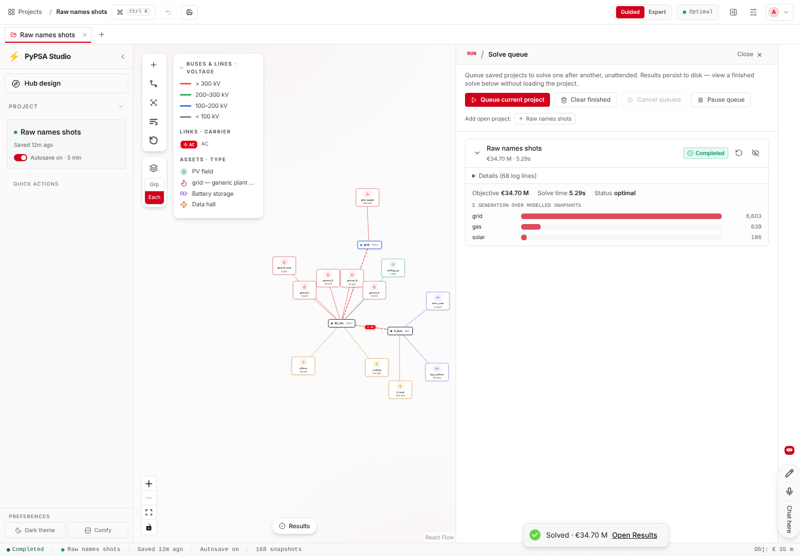 Projects / Raw names shots
⌘ Ctrl K
Guided Expert
Optimal
A
Raw names shots
PyPSA Studio
Hub design
PROJECT
Raw names shots
Saved 12m ago
Autosave on · 5 min
QUICK ACTIONS
PREFERENCES
Dark theme
Comfy
Grp
Each
BUSES & LINES · VOLTAGE
> 300 kV
200–300 kV
100–200 kV
< 100 kV
LINKS · CARRIER
AC AC
ASSETS · TYPE
PV field
grid — generic plant ...
Battery storage
Data hall
Results
React Flow
RUN / Solve queue
Close
Queue saved projects to solve one after another, unattended. Results persist to disk — view a finished
solve below without loading the project.
Queue current project
Clear finished
Cancel queued
Pause queue
Add open project: + Raw names shots
Raw names shots
€34.70 M · 5.29s
Completed
Details (68 log lines)
Objective €34.70 M Solve time 5.29s Status optimal
Σ GENERATION OVER MODELLED SNAPSHOTS
grid 6,603
gas 639
solar 186
Chat here
Solved · €34.70 M Open Results
Completed
Raw names shots
Saved 12m ago
Autosave on
168 snapshots
Obj: € 35 M